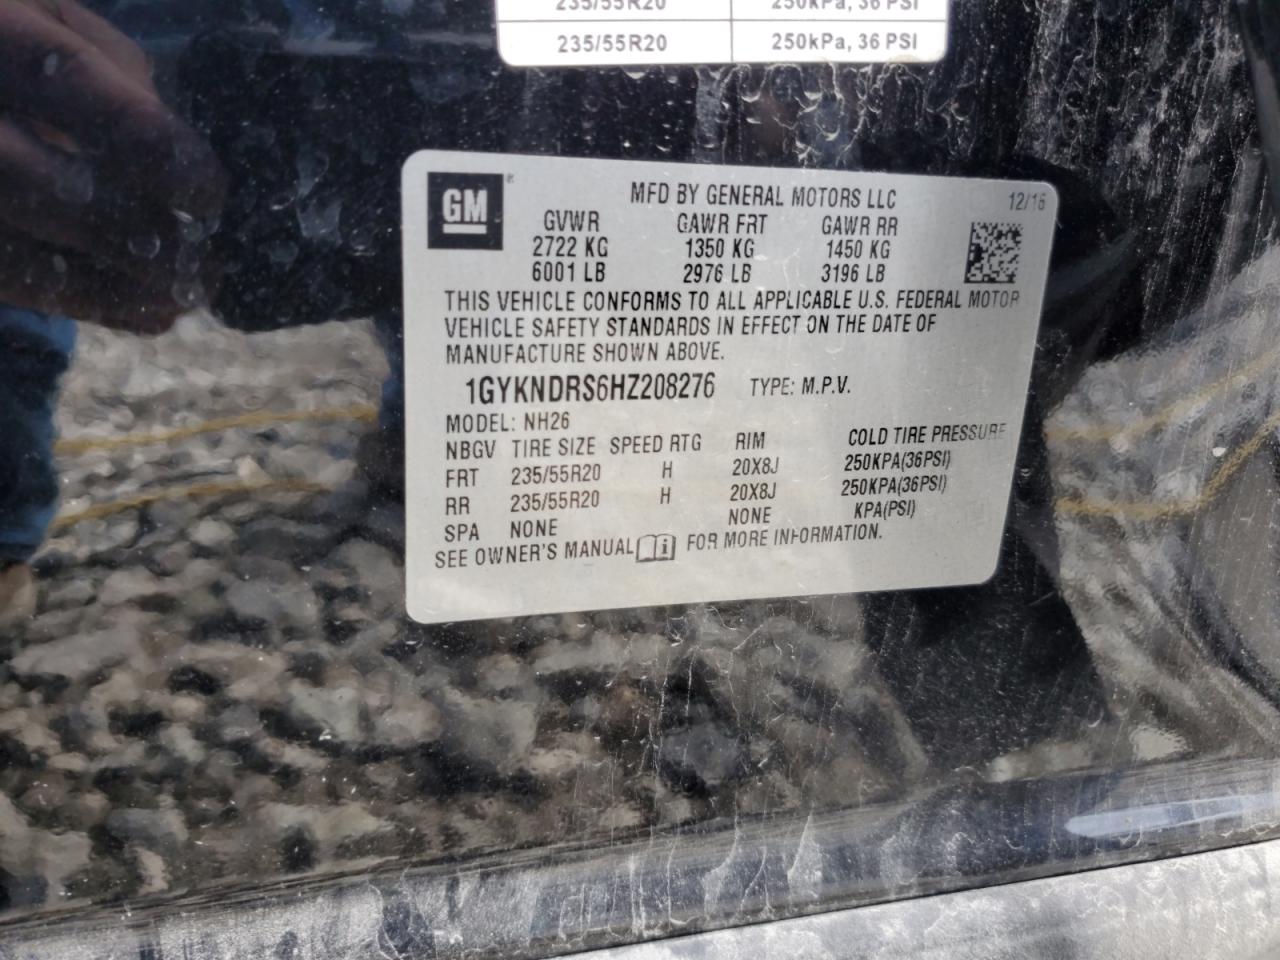 235/55R20 250kPa, 36 PSI
235/55R20 250kPa, 36 PSI
GM ®
MFD BY GENERAL MOTORS LLC 12/16
GVWR GAWR FRT GAWR RR
2722 KG 1350 KG 1450 KG
6001 LB 2976 LB 3196 LB
THIS VEHICLE CONFORMS TO ALL APPLICABLE U.S. FEDERAL MOTOR
VEHICLE SAFETY STANDARDS IN EFFECT ON THE DATE OF
MANUFACTURE SHOWN ABOVE.
1GYKNDRS6HZ208276 TYPE: M.P.V.
MODEL: NH26
NBGV TIRE SIZE SPEED RTG RIM COLD TIRE PRESSURE
FRT 235/55R20 H 20X8J 250KPA(36PSI)
RR 235/55R20 H 20X8J 250KPA(36PSI)
SPA NONE NONE KPA(PSI)
SEE OWNER'S MANUAL FOR MORE INFORMATION.